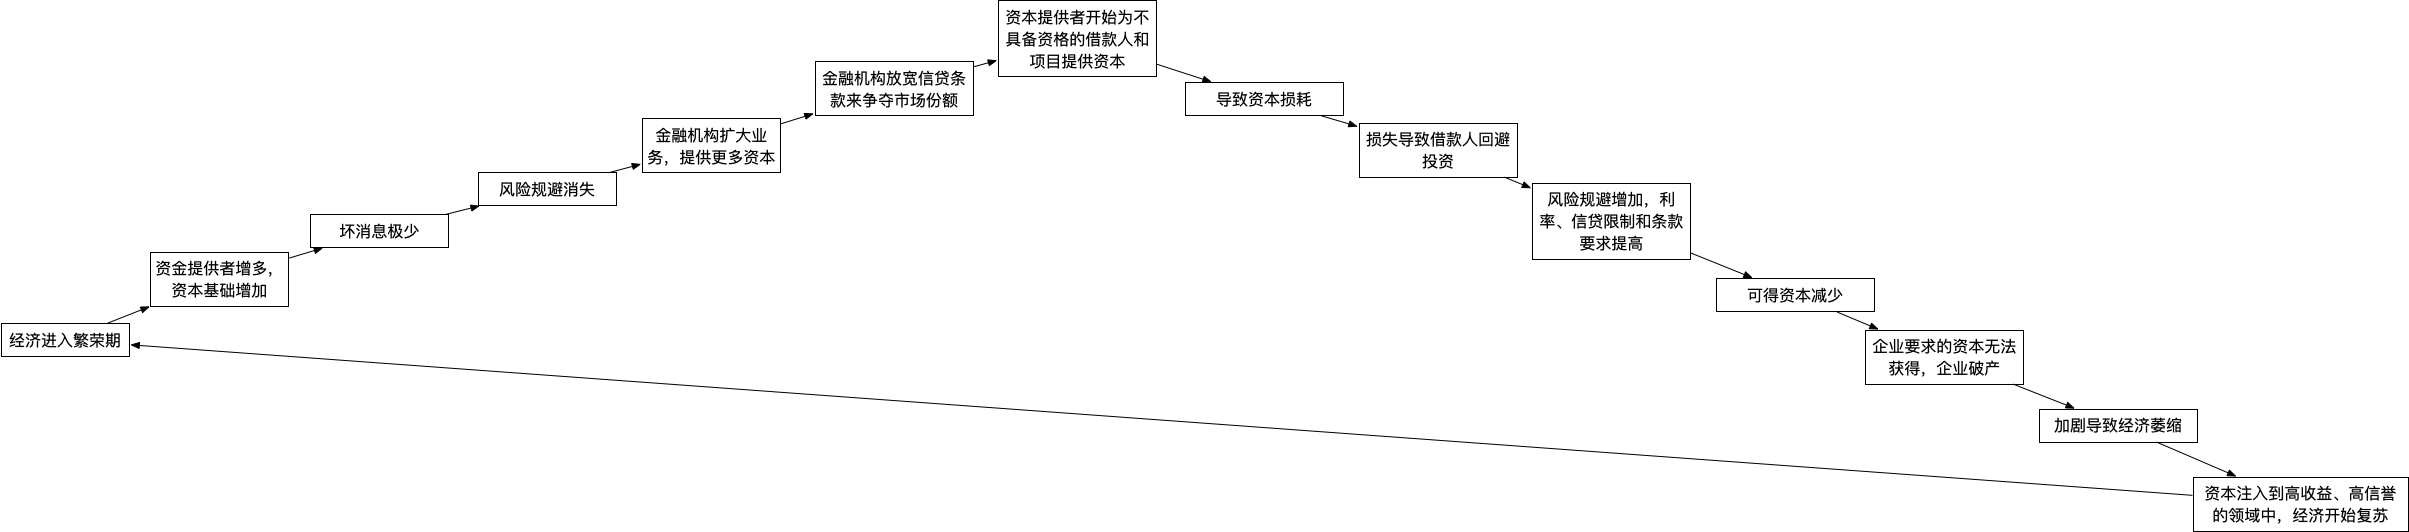 经济进入繁荣期
资金提供者增多，
资本基础增加
坏消息极少
风险规避消失
金融机构扩大业
务，提供更多资本
金融机构放宽信贷条
款来争夺市场份额
资本提供者开始为不
具备资格的借款人和
项目提供资本
导致资本损耗
损失导致借款人回避
投资
风险规避增加，利
率、信贷限制和条款
要求提高
可得资本减少
企业要求的资本无法
获得，企业破产
加剧导致经济萎缩
资本注入到高收益、高信誉
的领域中，经济开始复苏